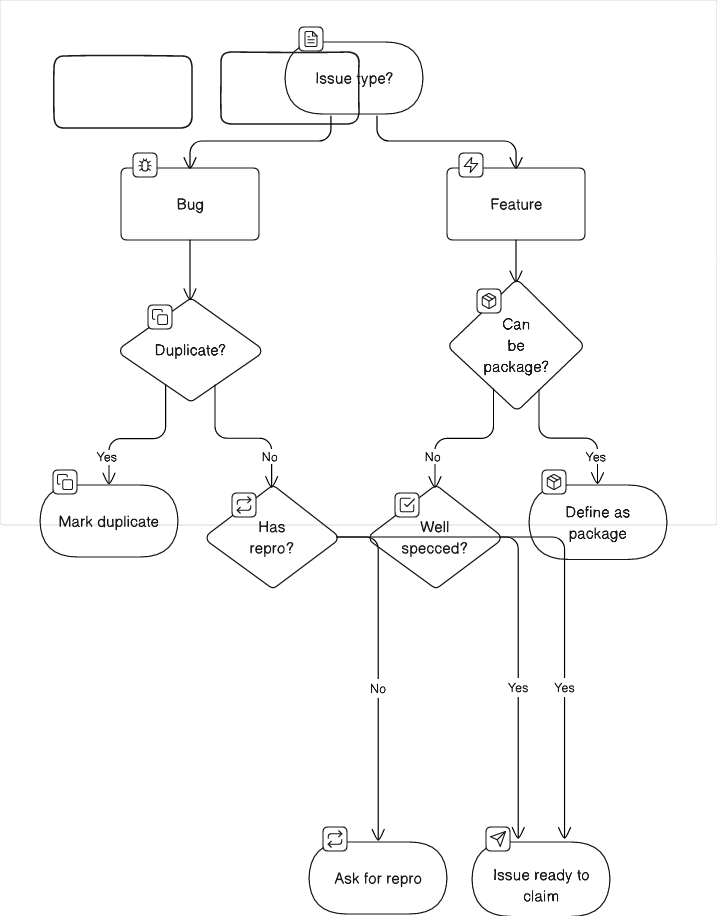 Issue type?
Bug
Feature
Duplicate?
Can
be
package?
Yes
No
No
Yes
Mark duplicate
Has
repro?
Well
specced?
Define as
package
No
Yes
Yes
Ask for repro
Issue ready to
claim